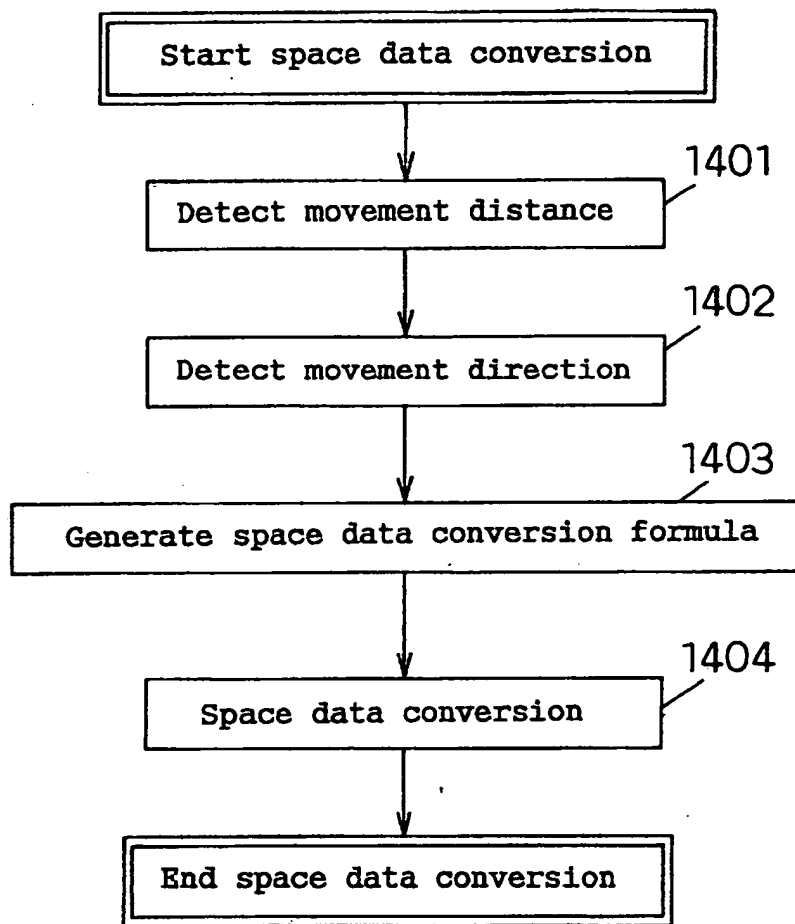 Start space data conversion
1401
Detect movement distance
1402
Detect movement direction
1403
Generate space data conversion formula
1404
Space data conversion
End space data conversion